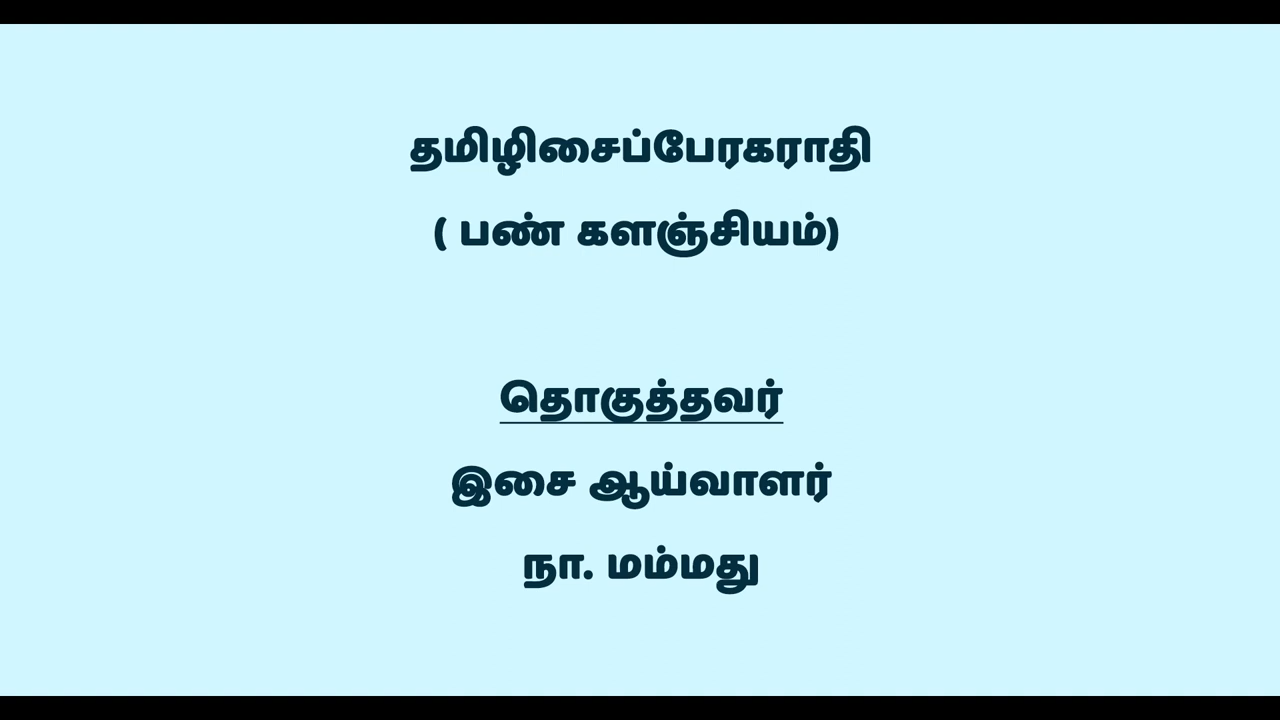 தமிழிசைப்பேரகராதி
( பண் களஞ்சியம்)
தொகுத்தவர்
இசை ஆய்வாளர்
நா. மம்மது